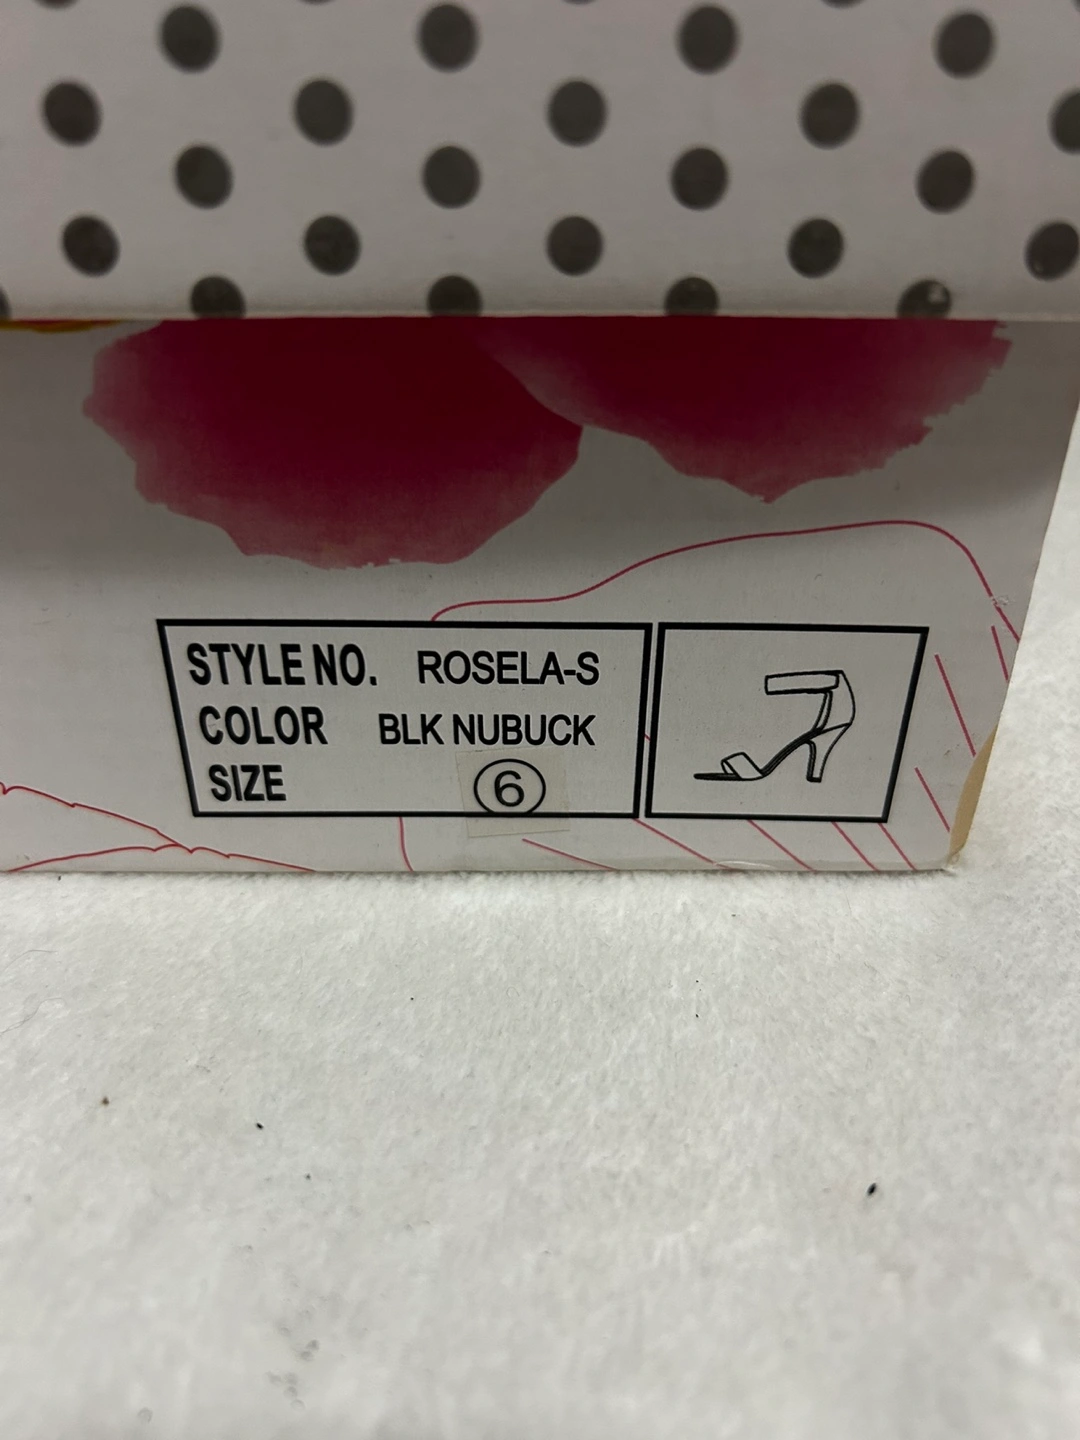 STYLE NO. ROSELA-S
COLOR BLK NUBUCK
SIZE 6